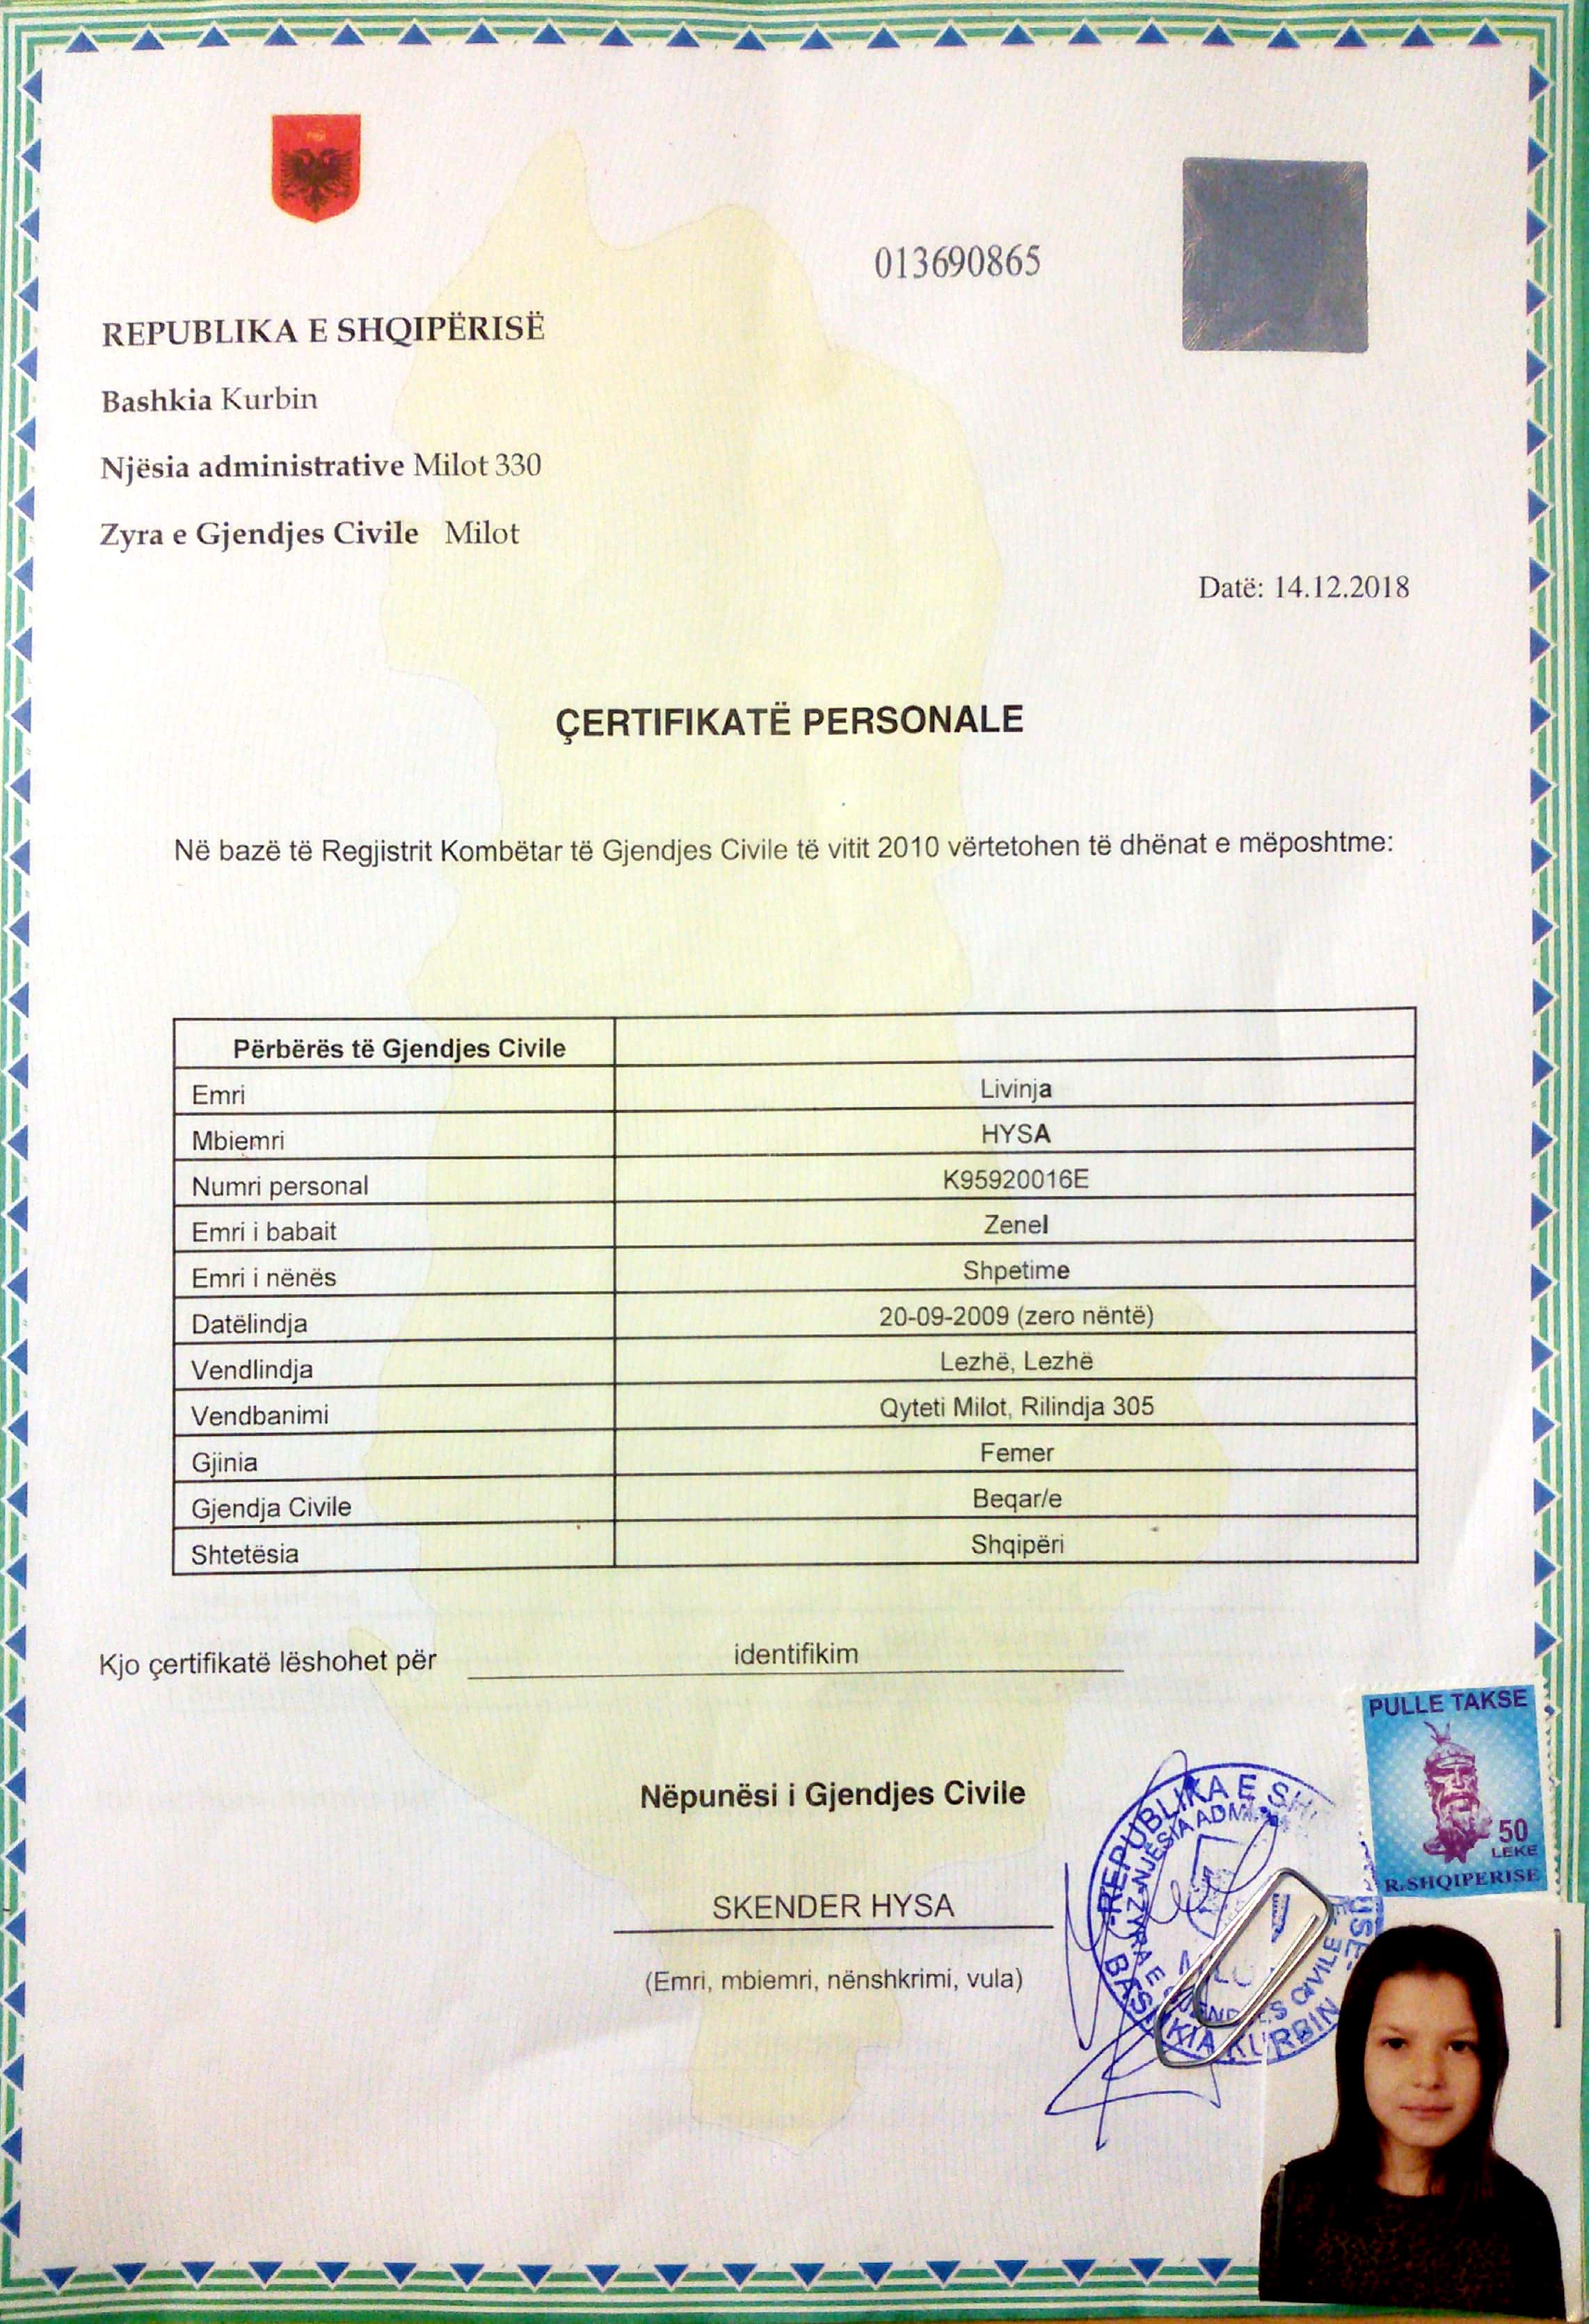 013690865
REPUBLIKA E SHQIPËRISË
Bashkia Kurbin
Njësia administrative Milot 330
Zyra e Gjendjes Civile Milot
Datë: 14.12.2018
ÇERTIFIKATË PERSONALE
Në bazë të Regjistrit Kombëtar të Gjendjes Civile të vitit 2010 vërtetohen të dhënat e mëposhtme:
Përbërës të Gjendjes Civile
Emri Livinja
Mbiemri HYSA
Numri personal K95920016E
Emri i babait Zenel
Emri i nënës Shpetime
Datëlindja 20-09-2009 (zero nëntë)
Vendlindja Lezhë, Lezhë
Vendbanimi Qyteti Milot, Rilindja 305
Gjinia Femer
Gjendja Civile Beqar/e
Shtetësia Shqipëri
Kjo çertifikatë lëshohet për identifikim
PULLE TAKSE
50
LEKE
R.SHQIPERISE
Nëpunësi i Gjendjes Civile
SKENDER HYSA
(Emri, mbiemri, nënshkrimi, vula)
REPUBLIKA E
BASHKIA KURBIN
NJËSIA
ZYRA E CIVILE